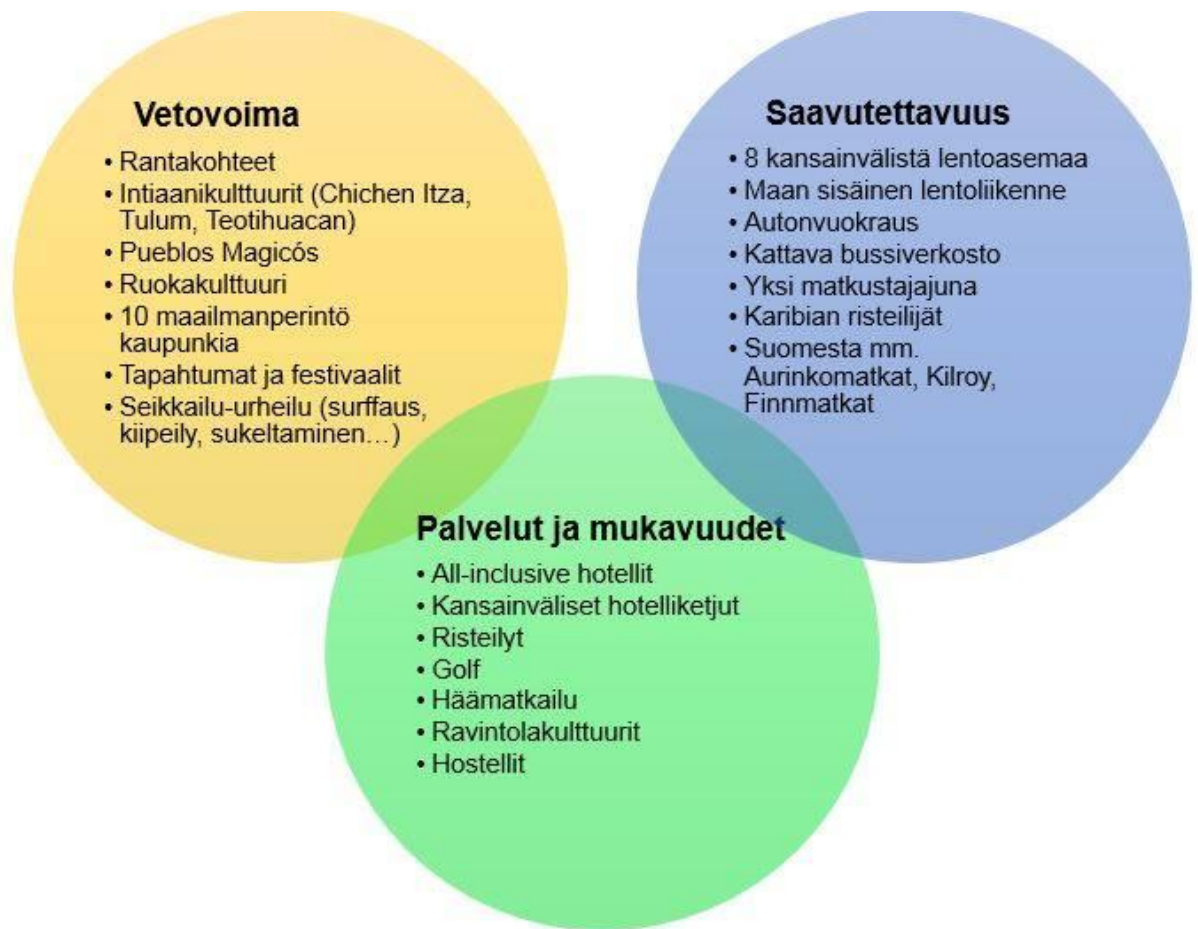 Vetovoima
• Rantakohteet
• Intiaanikulttuurit (Chichen Itza,
Tulum, Teotihuacan)
• Pueblos Magicós
• Ruokakulttuuri
• 10 maailmanperintö
kaupunkia
• Tapahtumat ja festivaalit
• Seikkailu-urheilu (surffaus,
kiipeily, sukeltaminen…)
Saavutettavuus
• 8 kansainvälistä lentoasemaa
• Maan sisäinen lentoliikenne
• Autonvuokraus
• Kattava bussiverkosto
• Yksi matkustajajuna
• Karibian risteilijät
• Suomesta mm.
Aurinkomatkat, Kilroy,
Finnmatkat
Palvelut ja mukavuudet
• All-inclusive hotellit
• Kansainväliset hotelliketjut
• Risteilyt
• Golf
• Häämatkailu
• Ravintolakulttuurit
• Hostellit